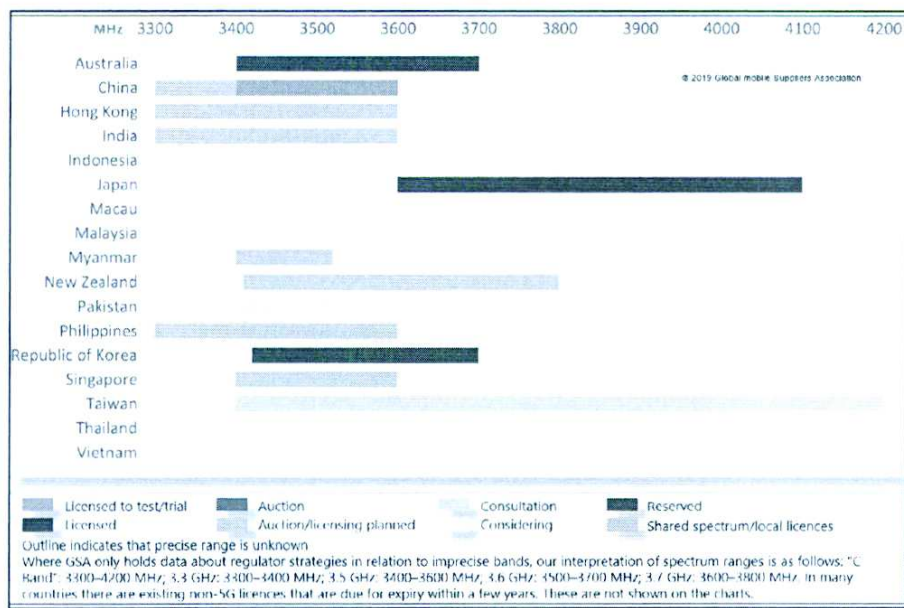 MHz 3300 3400 3500 3600 3700 3800 3900 4000 4100 4200
Australia
© 2019 Global mobile Suppliers Association
China
Hong Kong
India
Indonesia
Japan
Macau
Malaysia
Myanmar
New Zealand
Pakistan
Philippines
Republic of Korea
Singapore
Taiwan
Thailand
Vietnam
Licensed to test/trial Auction Consultation Reserved
Licensed Auction/licensing planned Considering Shared spectrum/local licences
Outline indicates that precise range is unknown
Where GSA only holds data about regulator strategies in relation to imprecise bands, our interpretation of spectrum ranges is as follows: "C
Band": 3300–4200 MHz; 3.3 GHz: 3300–3400 MHz; 3.5 GHz: 3400–3600 MHz; 3.6 GHz: 3500–3700 MHz; 3.7 GHz: 3600–3800 MHz. In many
countries there are existing non-5G licences that are due for expiry within a few years. These are not shown on the charts.